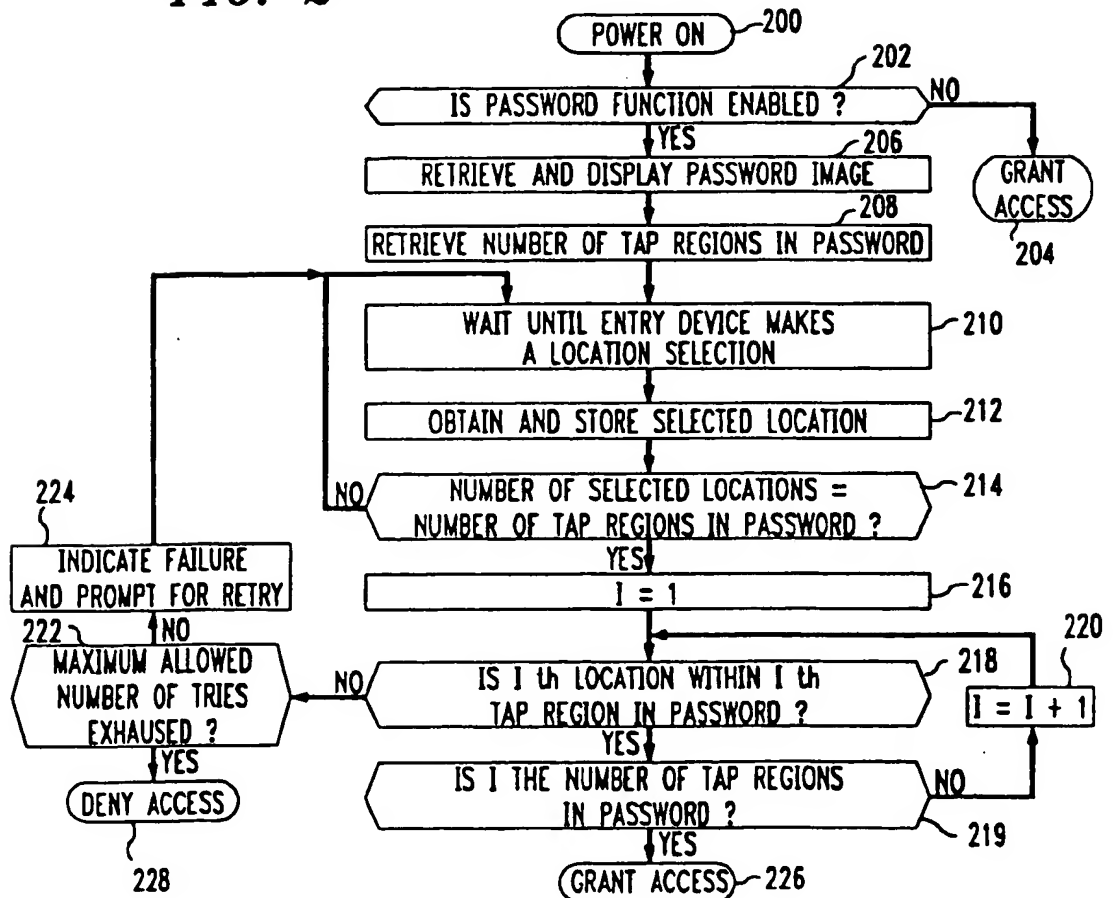 FIG. 2
POWER ON
200
202
IS PASSWORD FUNCTION ENABLED ?
NO
YES
206
RETRIEVE AND DISPLAY PASSWORD IMAGE
GRANT
ACCESS
204
208
RETRIEVE NUMBER OF TAP REGIONS IN PASSWORD
WAIT UNTIL ENTRY DEVICE MAKES
A LOCATION SELECTION
210
OBTAIN AND STORE SELECTED LOCATION
212
NUMBER OF SELECTED LOCATIONS =
NUMBER OF TAP REGIONS IN PASSWORD ?
214
NO
YES
224
INDICATE FAILURE
AND PROMPT FOR RETRY
I = 1
216
222
NO
MAXIMUM ALLOWED
NUMBER OF TRIES
EXHAUSED ?
NO
IS I th LOCATION WITHIN I th
TAP REGION IN PASSWORD ?
218
220
I = I + 1
YES
YES
DENY ACCESS
228
IS I THE NUMBER OF TAP REGIONS
IN PASSWORD ?
NO
219
YES
GRANT ACCESS
226